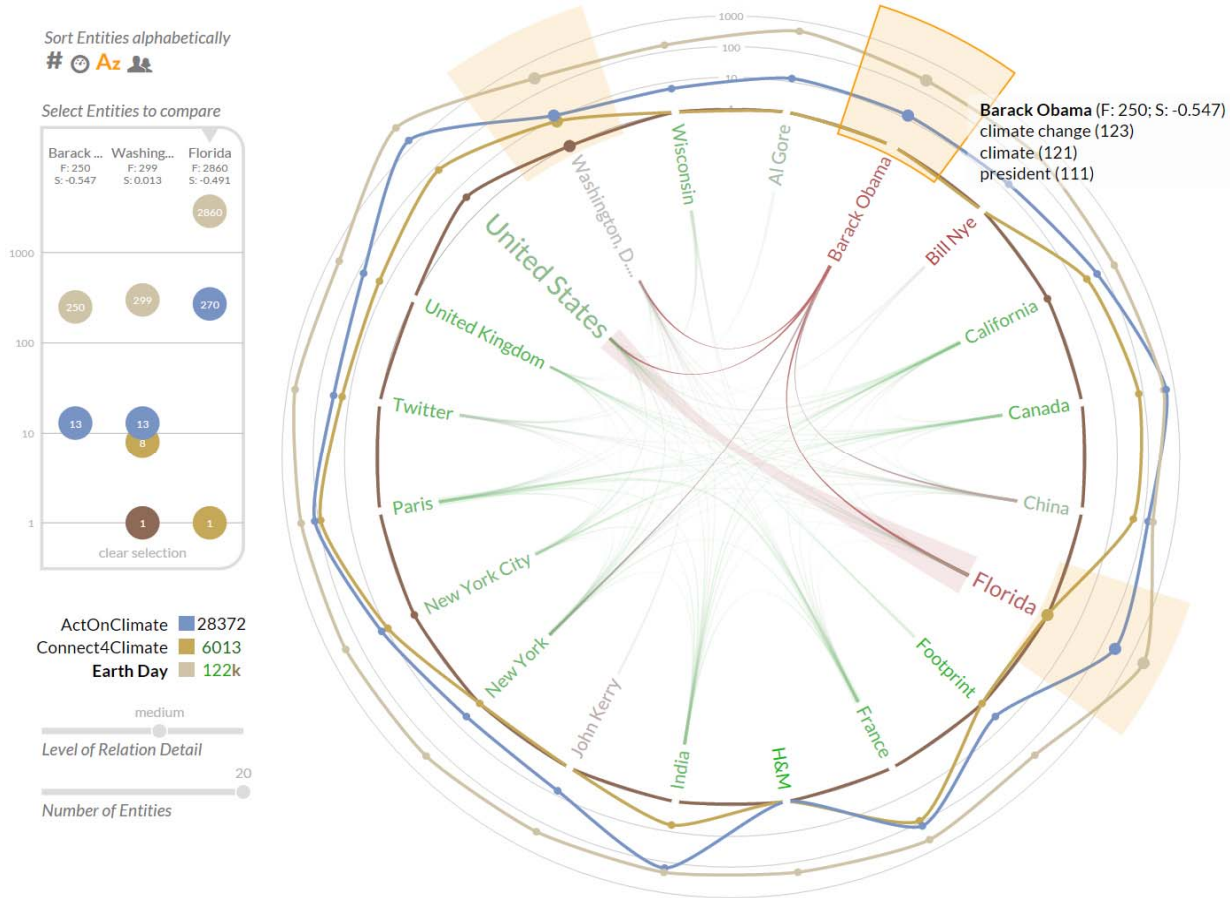 Sort Entities alphabetically
# Az
Select Entities to compare
Barack ... Washing... Florida
F: 250 F: 299 F: 2860
S: -0.547 S: 0.013 S: -0.491
2860
1000
250 299 270
100
13 13
10 8
1 1 1
clear selection
ActOnClimate 28372
Connect4Climate 6013
Earth Day 122k
medium
Level of Relation Detail
20
Number of Entities
1000
100
10
1
Barack Obama (F: 250; S: -0.547)
climate change (123)
climate (121)
president (111)
Wisconsin
Al Gore
Barack Obama
Bill Nye
California
Canada
China
Florida
Footprint
France
H&M
India
John Kerry
New York
New York City
Paris
Twitter
United Kingdom
United States
Washington, D....